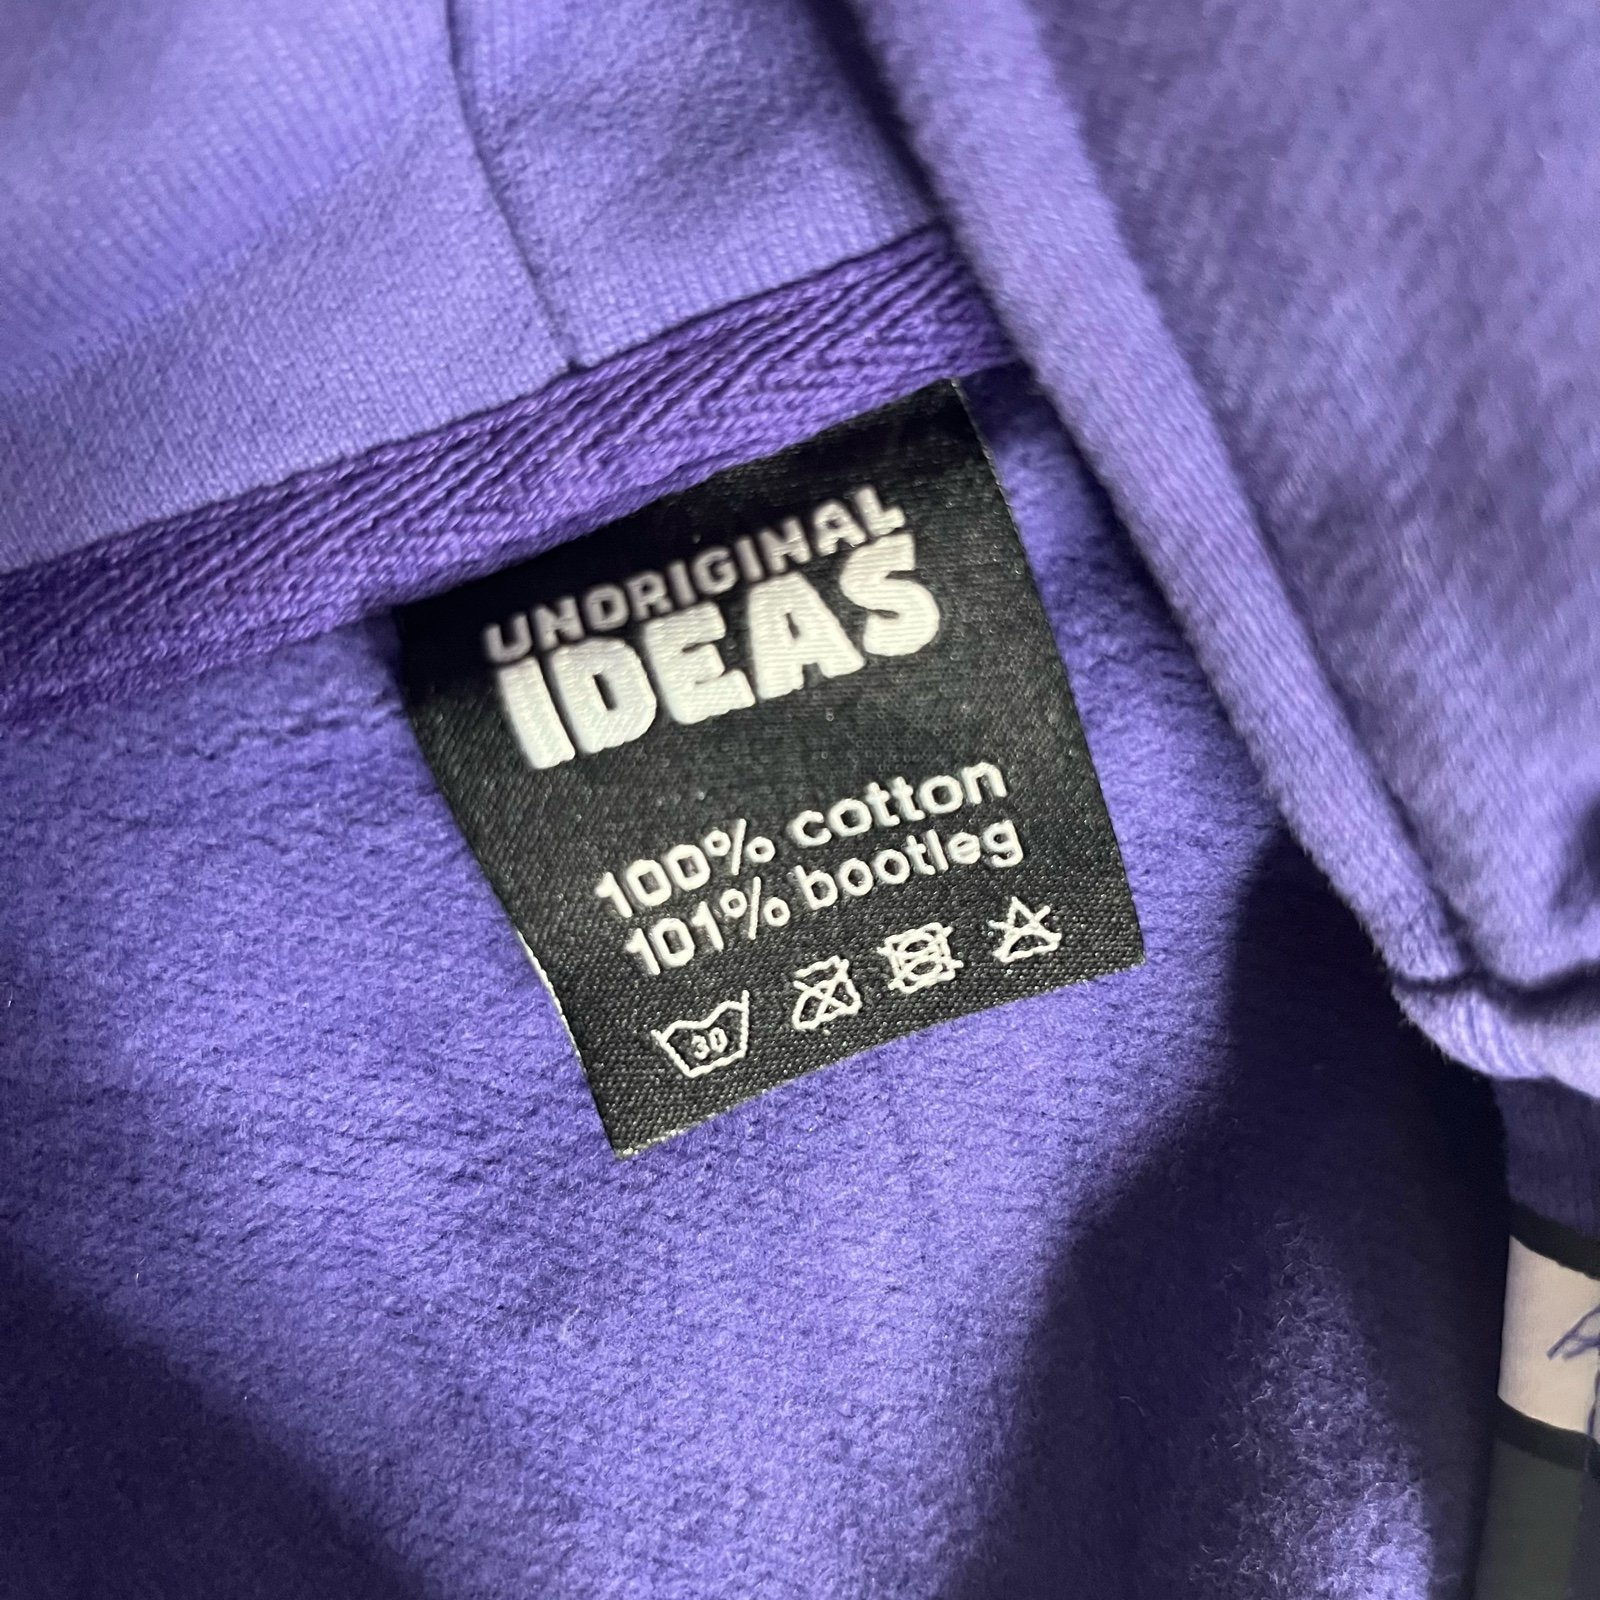 UNORIGINAL
IDEAS
100% cotton
101% bootleg
30